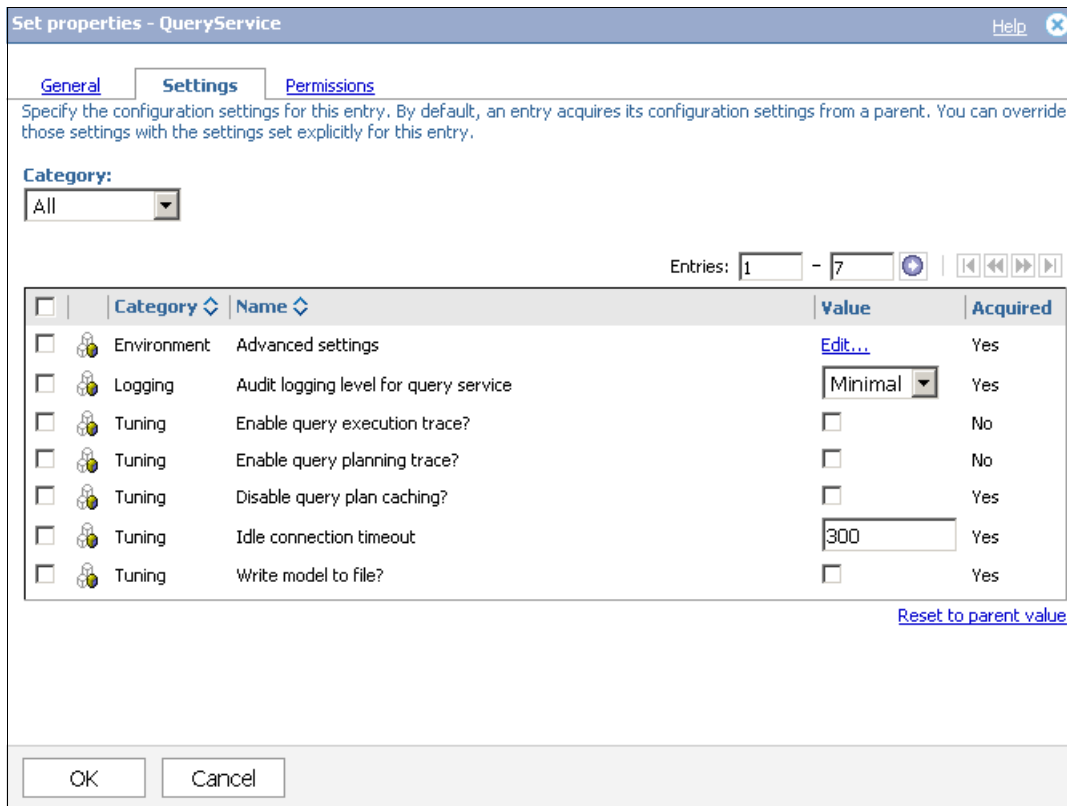 Set properties - QueryService Help
General Settings Permissions
Specify the configuration settings for this entry. By default, an entry acquires its configuration settings from a parent. You can override
those settings with the settings set explicitly for this entry.
Category:
All
Entries: 1 - 7
Category Name Value Acquired
Environment Advanced settings Edit... Yes
Logging Audit logging level for query service Minimal Yes
Tuning Enable query execution trace? No
Tuning Enable query planning trace? No
Tuning Disable query plan caching? Yes
Tuning Idle connection timeout 300 Yes
Tuning Write model to file? Yes
Reset to parent value
OK Cancel